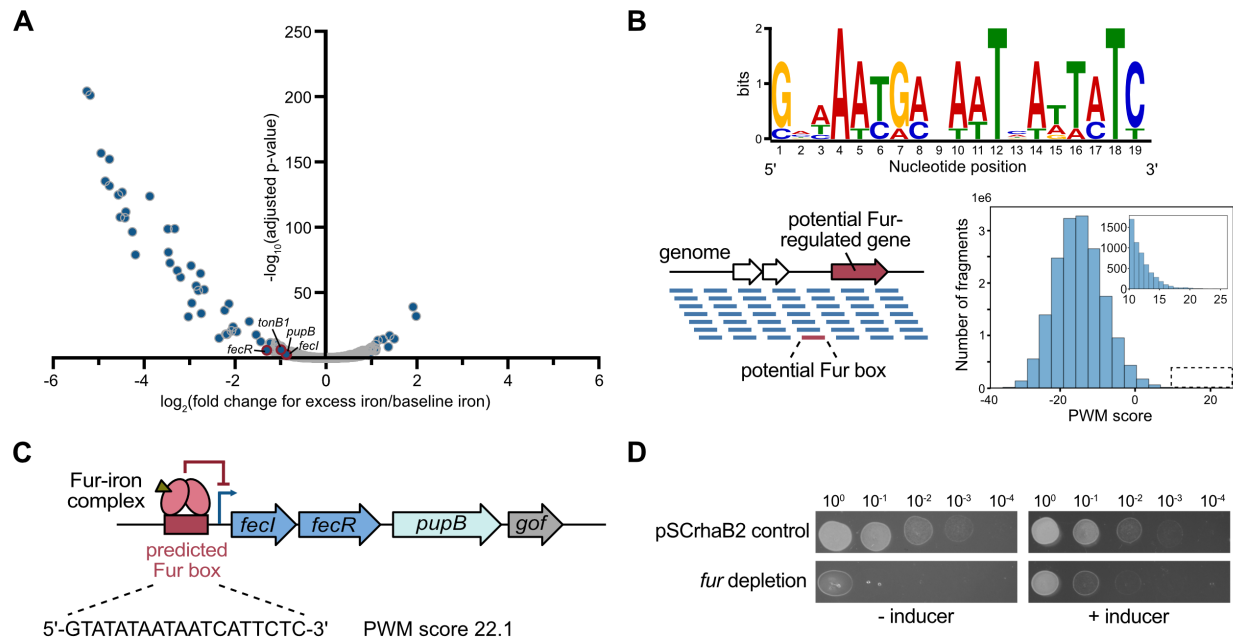 A
250
200
150
100
50
-log10(adjusted p-value)
tonB1
pupB
fecR
fecI
-6 -4 -2 0 2 4 6
log2(fold change for excess iron/baseline iron)
B
2
1
0
bits
1 2 3 4 5 6 7 8 9 10 11 12 13 14 15 16 17 18 19
5' Nucleotide position 3'
potential Fur-
regulated gene
genome
potential Fur box
1e6
3
2
1
0
Number of fragments
1500
1000
500
0
10 15 20 25
-40 -20 0 20
PWM score
C
Fur-iron
complex
fecI fecR pupB gof
predicted
Fur box
5'-GTATATAATAATCATTCTC-3' PWM score 22.1
D
10⁰ 10⁻¹ 10⁻² 10⁻³ 10⁻⁴ 10⁰ 10⁻¹ 10⁻² 10⁻³ 10⁻⁴
pSCrhaB2 control
fur depletion
- inducer + inducer